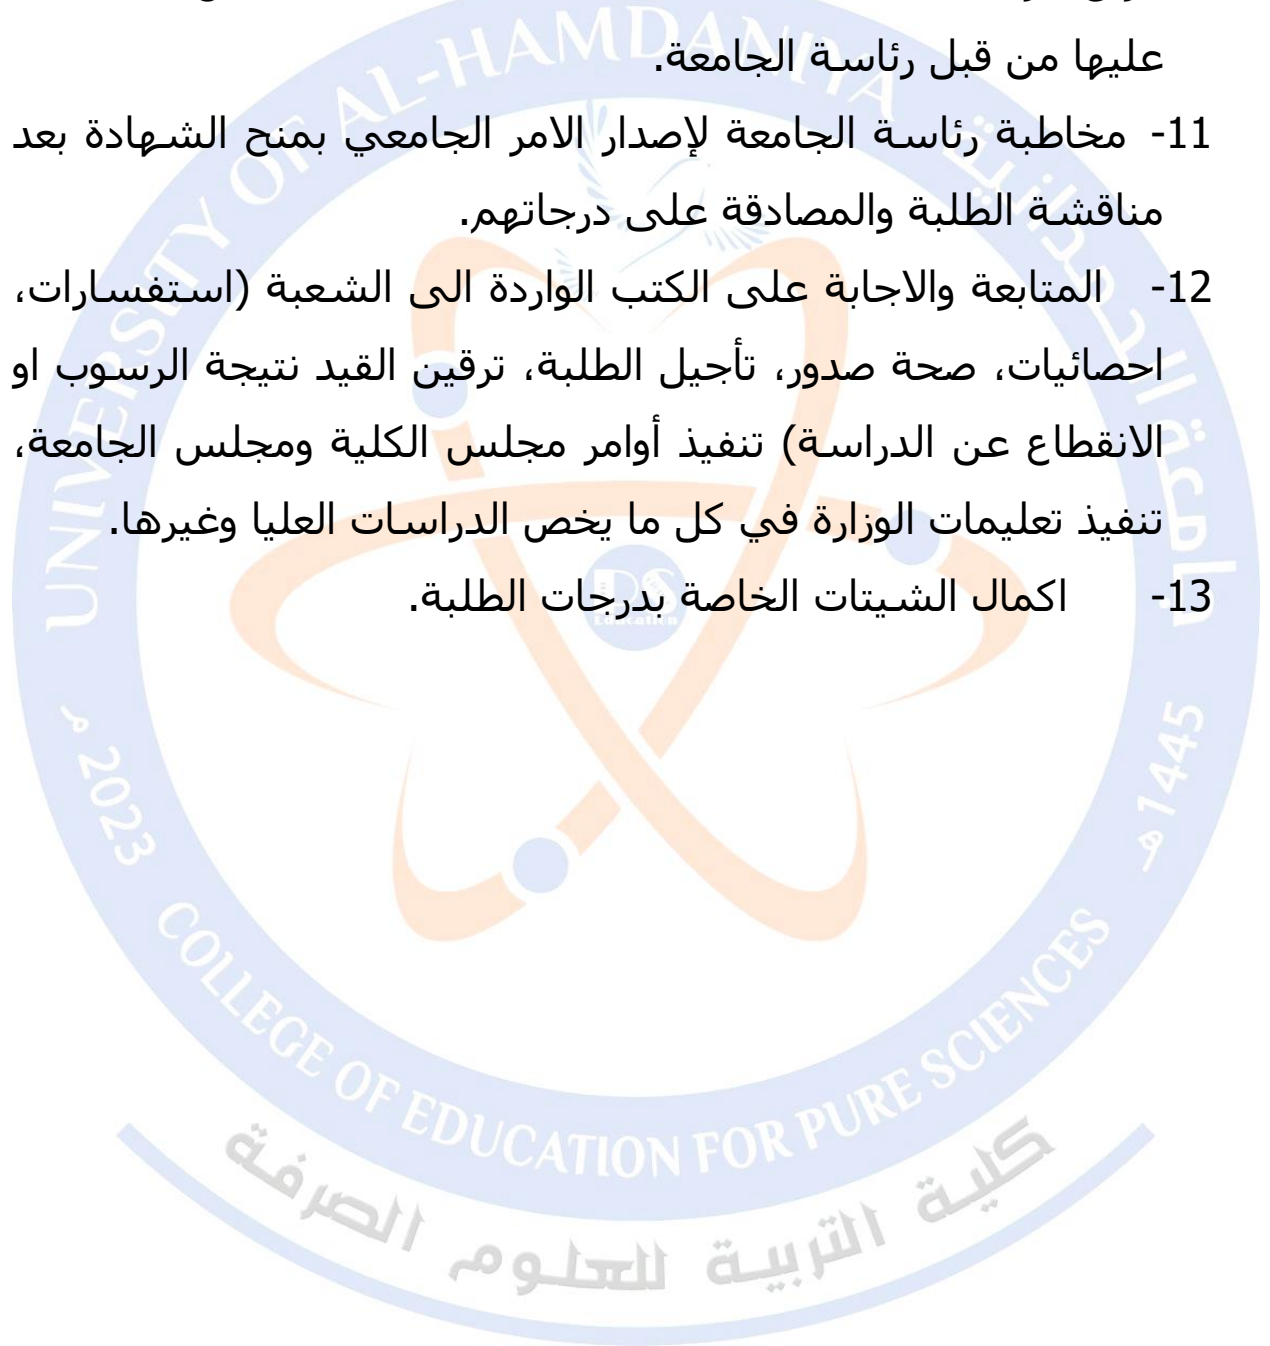 عليها من قبل رئاسة الجامعة.
11- مخاطبة رئاسة الجامعة لإصدار الامر الجامعي بمنح الشهادة بعد
مناقشة الطلبة والمصادقة على درجاتهم.
12- المتابعة والاجابة على الكتب الواردة الى الشعبة (استفسارات،
احصائيات، صحة صدور، تأجيل الطلبة، ترقين القيد نتيجة الرسوب او
الانقطاع عن الدراسة) تنفيذ أوامر مجلس الكلية ومجلس الجامعة،
تنفيذ تعليمات الوزارة في كل ما يخص الدراسات العليا وغيرها.
13- اكمال الشيتات الخاصة بدرجات الطلبة.
UNIVERSITY OF AL-HAMDANIYA
جامعة الحمدانية
Education
2023 م
1445 هـ
COLLEGE OF EDUCATION FOR PURE SCIENCES
كلية التربية للعلوم الصرفة